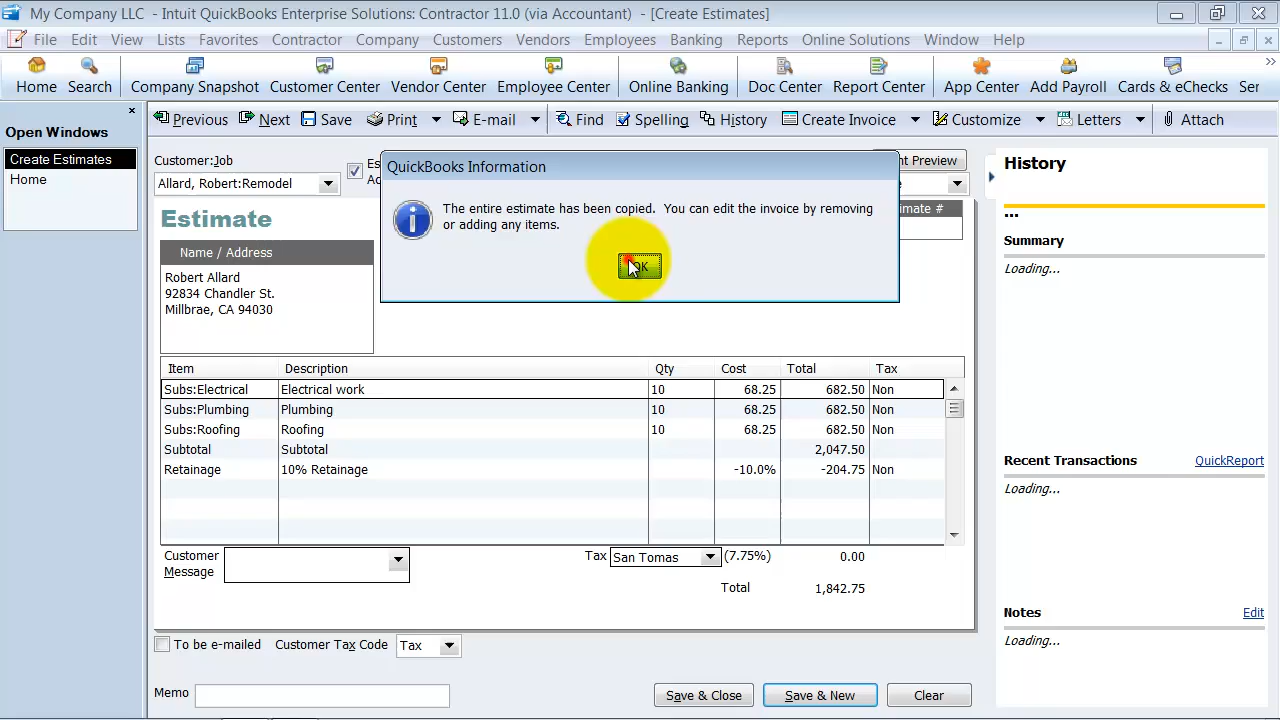 My Company LLC - Intuit QuickBooks Enterprise Solutions: Contractor 11.0 (via Accountant) - [Create Estimates]
File Edit View Lists Favorites Contractor Company Customers Vendors Employees Banking Reports Online Solutions Window Help
Home Search Company Snapshot Customer Center Vendor Center Employee Center Online Banking Doc Center Report Center App Center Add Payroll Cards & eChecks Ser
Open Windows
Create Estimates
Home
Previous Next Save Print E-mail Find Spelling History Create Invoice Customize Letters Attach
Customer:Job
Allard, Robert:Remodel
Preview
QuickBooks Information
The entire estimate has been copied. You can edit the invoice by removing
or adding any items.
OK
Estimate
Name / Address
Robert Allard
92834 Chandler St.
Millbrae, CA 94030
Item Description Qty Cost Total Tax
Subs:Electrical Electrical work 10 68.25 682.50 Non
Subs:Plumbing Plumbing 10 68.25 682.50 Non
Subs:Roofing Roofing 10 68.25 682.50 Non
Subtotal Subtotal 2,047.50
Retainage 10% Retainage -10.0% -204.75 Non
Customer
Message
Tax San Tomas (7.75%) 0.00
Total 1,842.75
To be e-mailed Customer Tax Code Tax
Memo
Save & Close Save & New Clear
History
...
Summary
Loading...
Recent Transactions QuickReport
Loading...
Notes Edit
Loading...